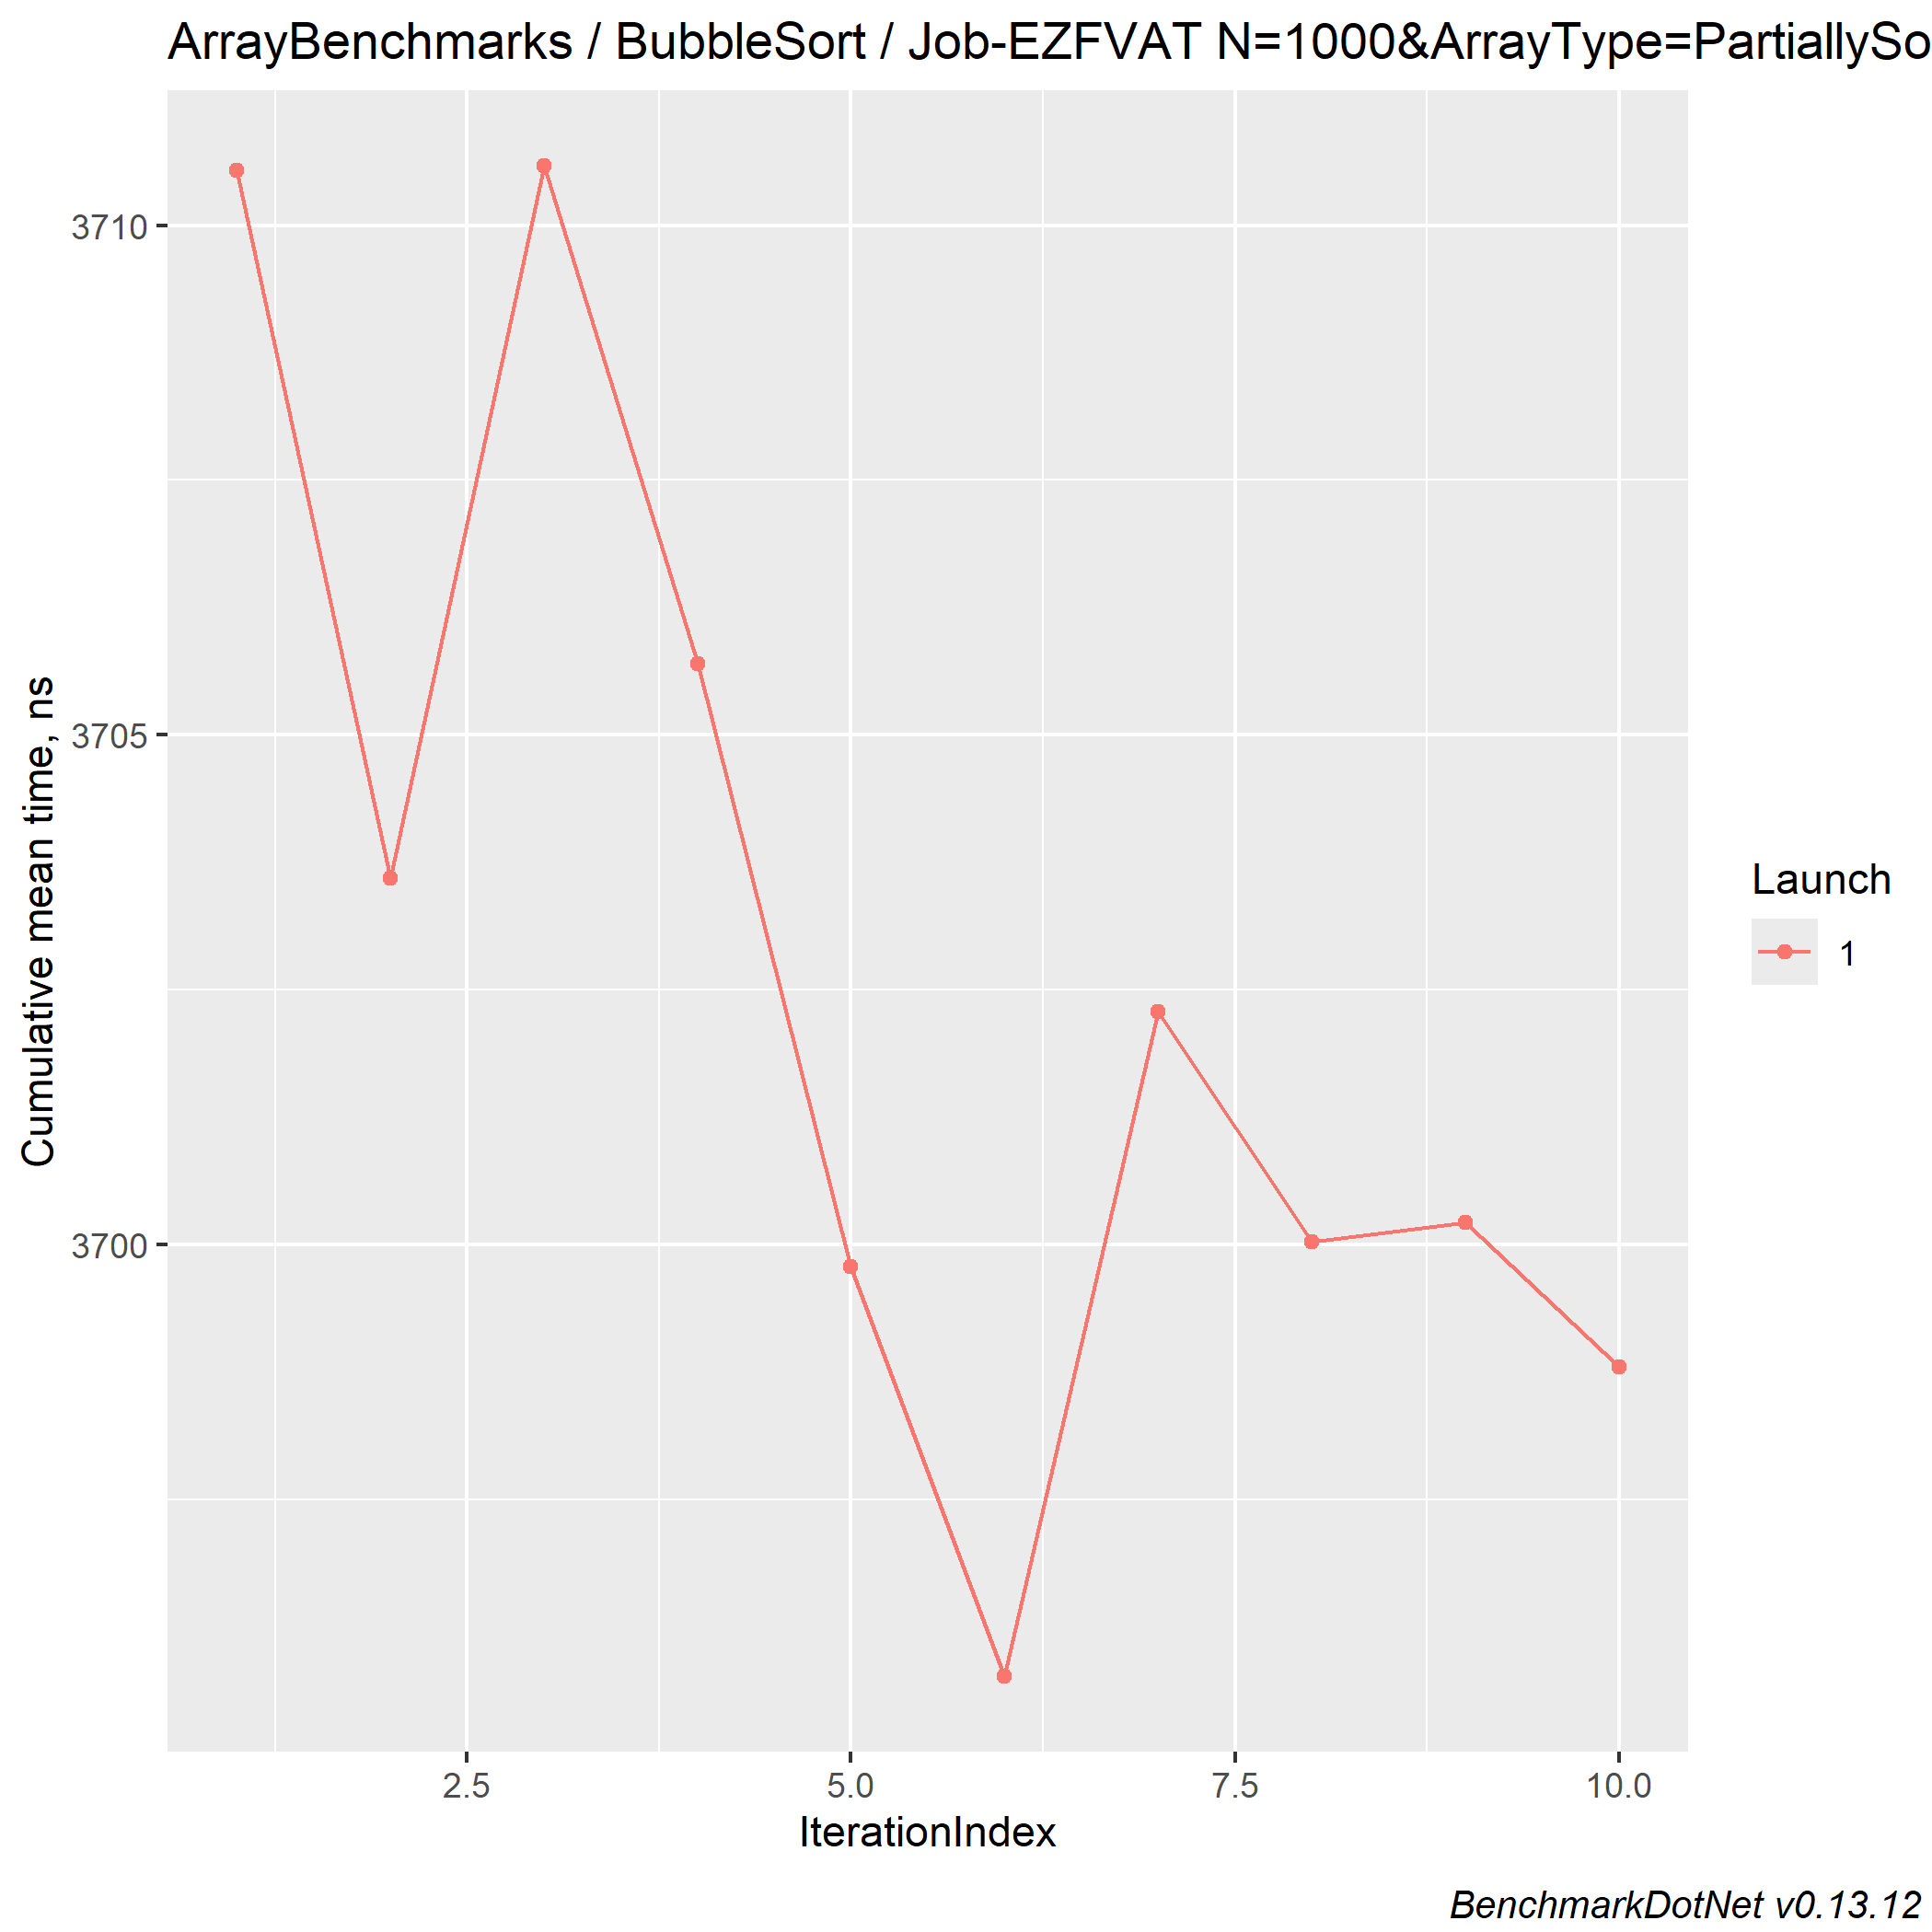 ArrayBenchmarks / BubbleSort / Job-EZFVAT N=1000&ArrayType=PartiallySo
Cumulative mean time, ns
3710
3705
3700
2.5
5.0
7.5
10.0
IterationIndex
Launch
1
BenchmarkDotNet v0.13.12